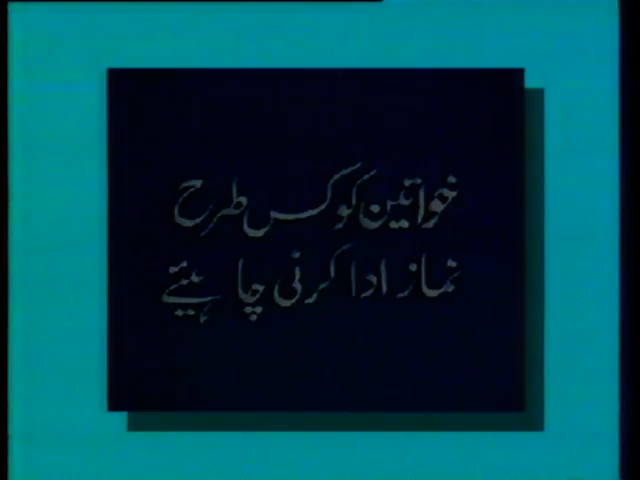 خواتین کو کس طرح
نماز ادا کرنی چاہیئے